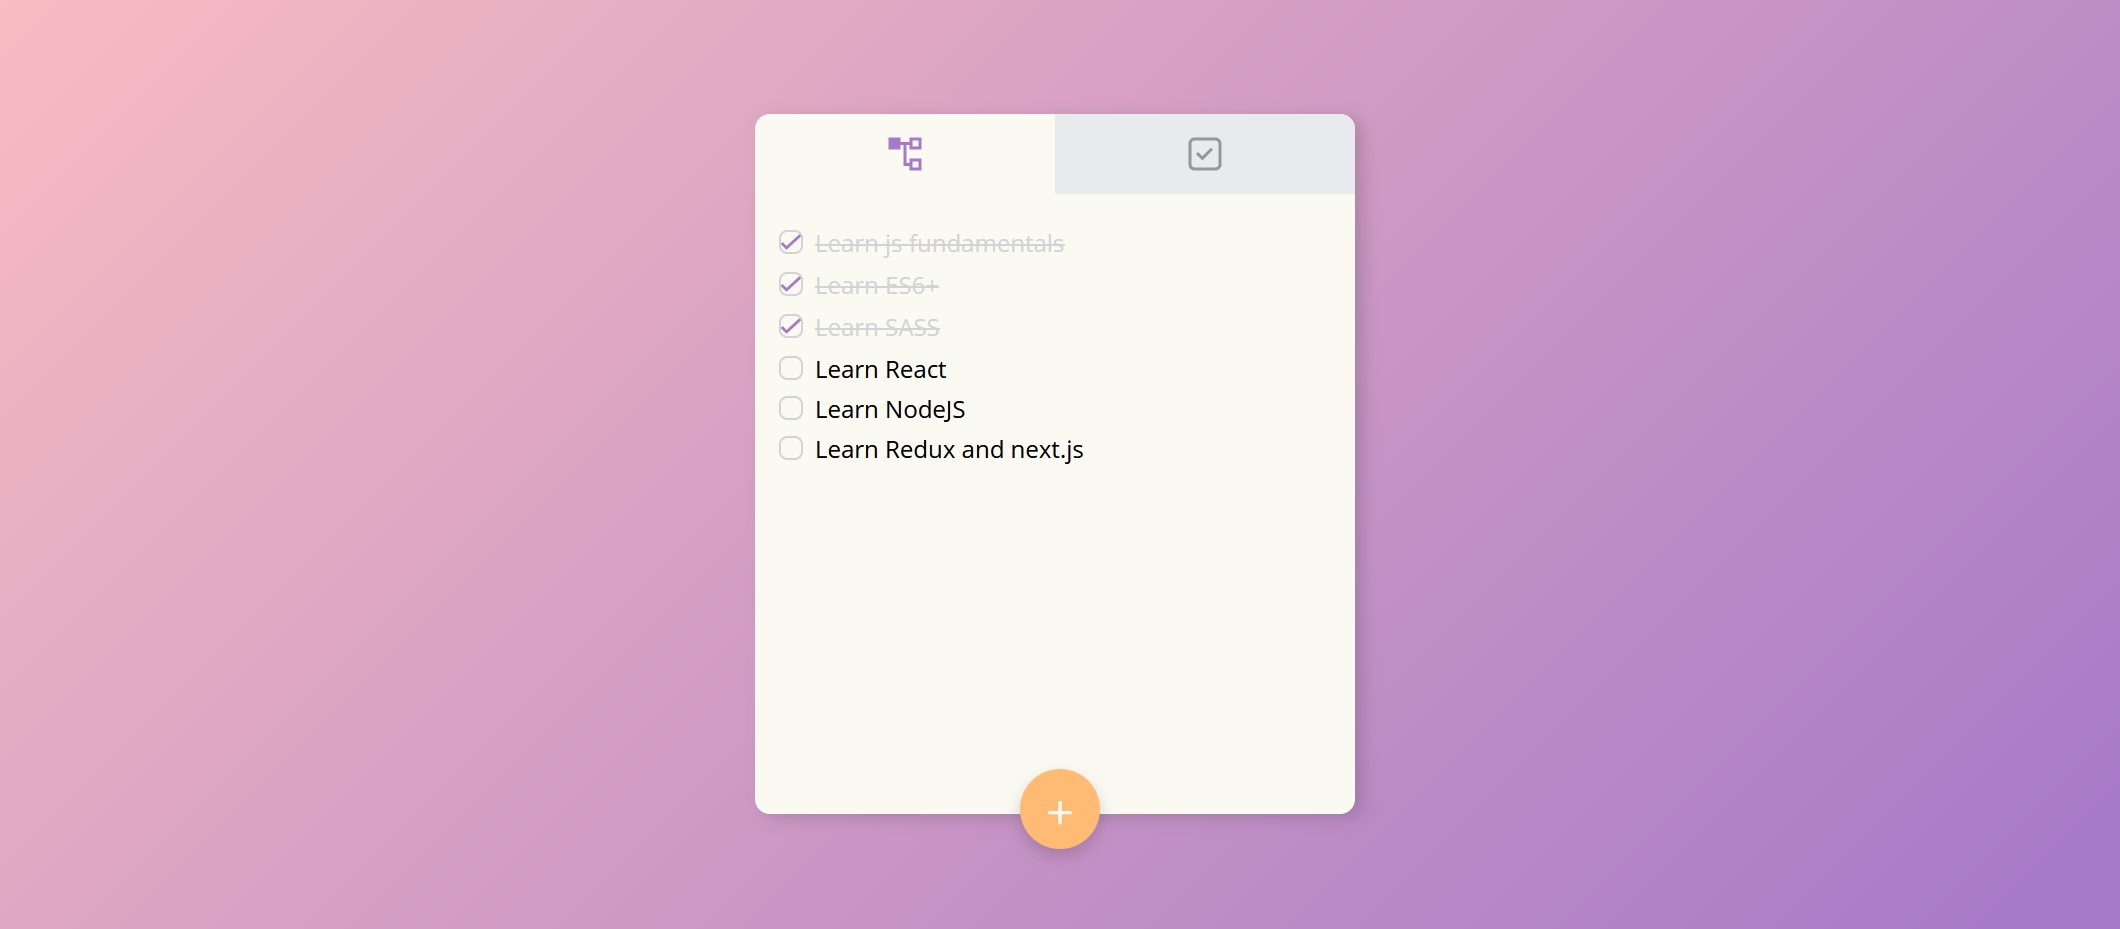 Learn js fundamentals
Learn ES6+
Learn SASS
Learn React
Learn NodeJS
Learn Redux and next.js